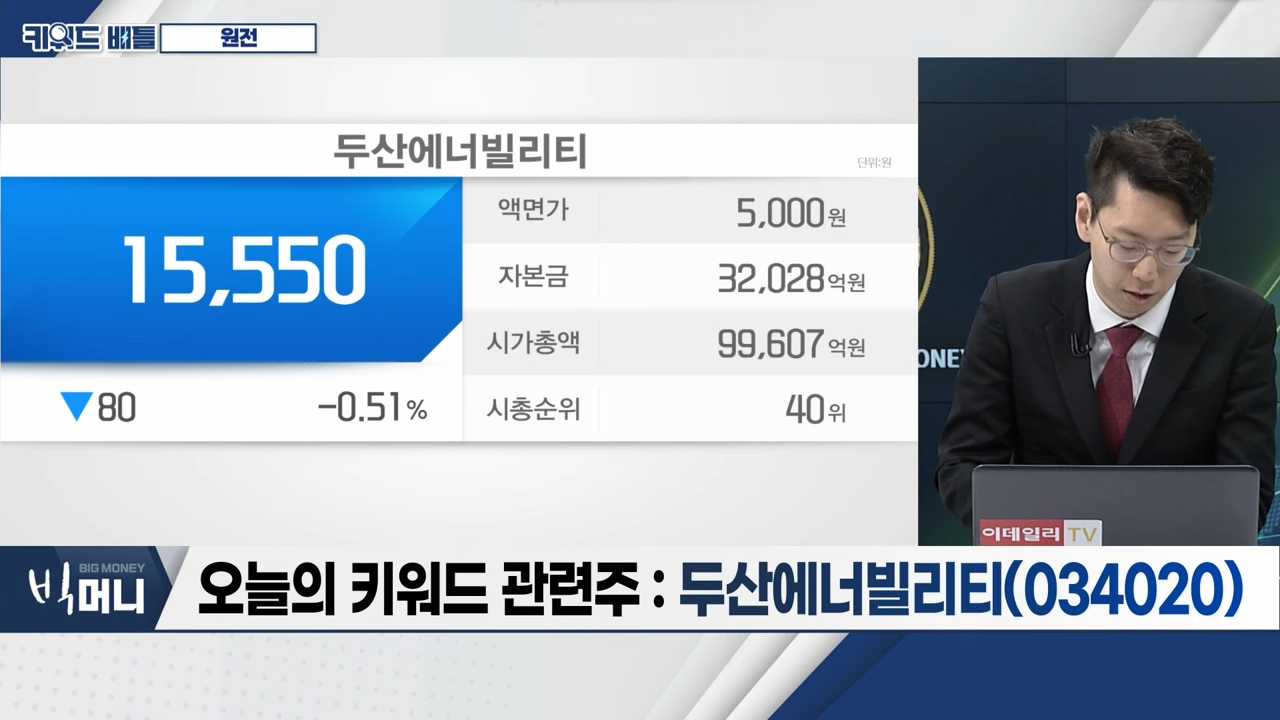 키워드 배틀 원전
두산에너빌리티
단위:원
15,550
▼80 -0.51%
액면가 5,000원
자본금 32,028억원
시가총액 99,607억원
시총순위 40위
ONEY
이데일리 TV
BIG MONEY
빅머니
오늘의 키워드 관련주 : 두산에너빌리티(034020)